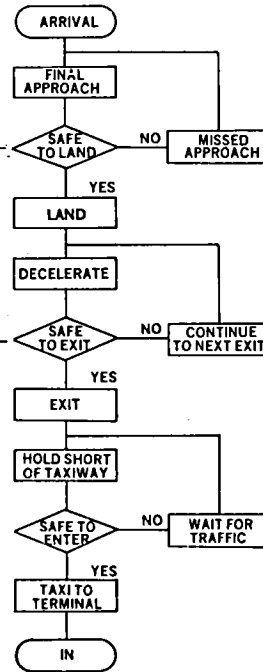 ARRIVAL
FINAL
APPROACH
SAFE
TO LAND
NO
MISSED
APPROACH
YES
LAND
DECELERATE
SAFE
TO EXIT
NO
CONTINUE
TO NEXT EXIT
YES
EXIT
HOLD SHORT
OF TAXIWAY
SAFE TO
ENTER
NO
WAIT FOR
TRAFFIC
YES
TAXI TO
TERMINAL
IN